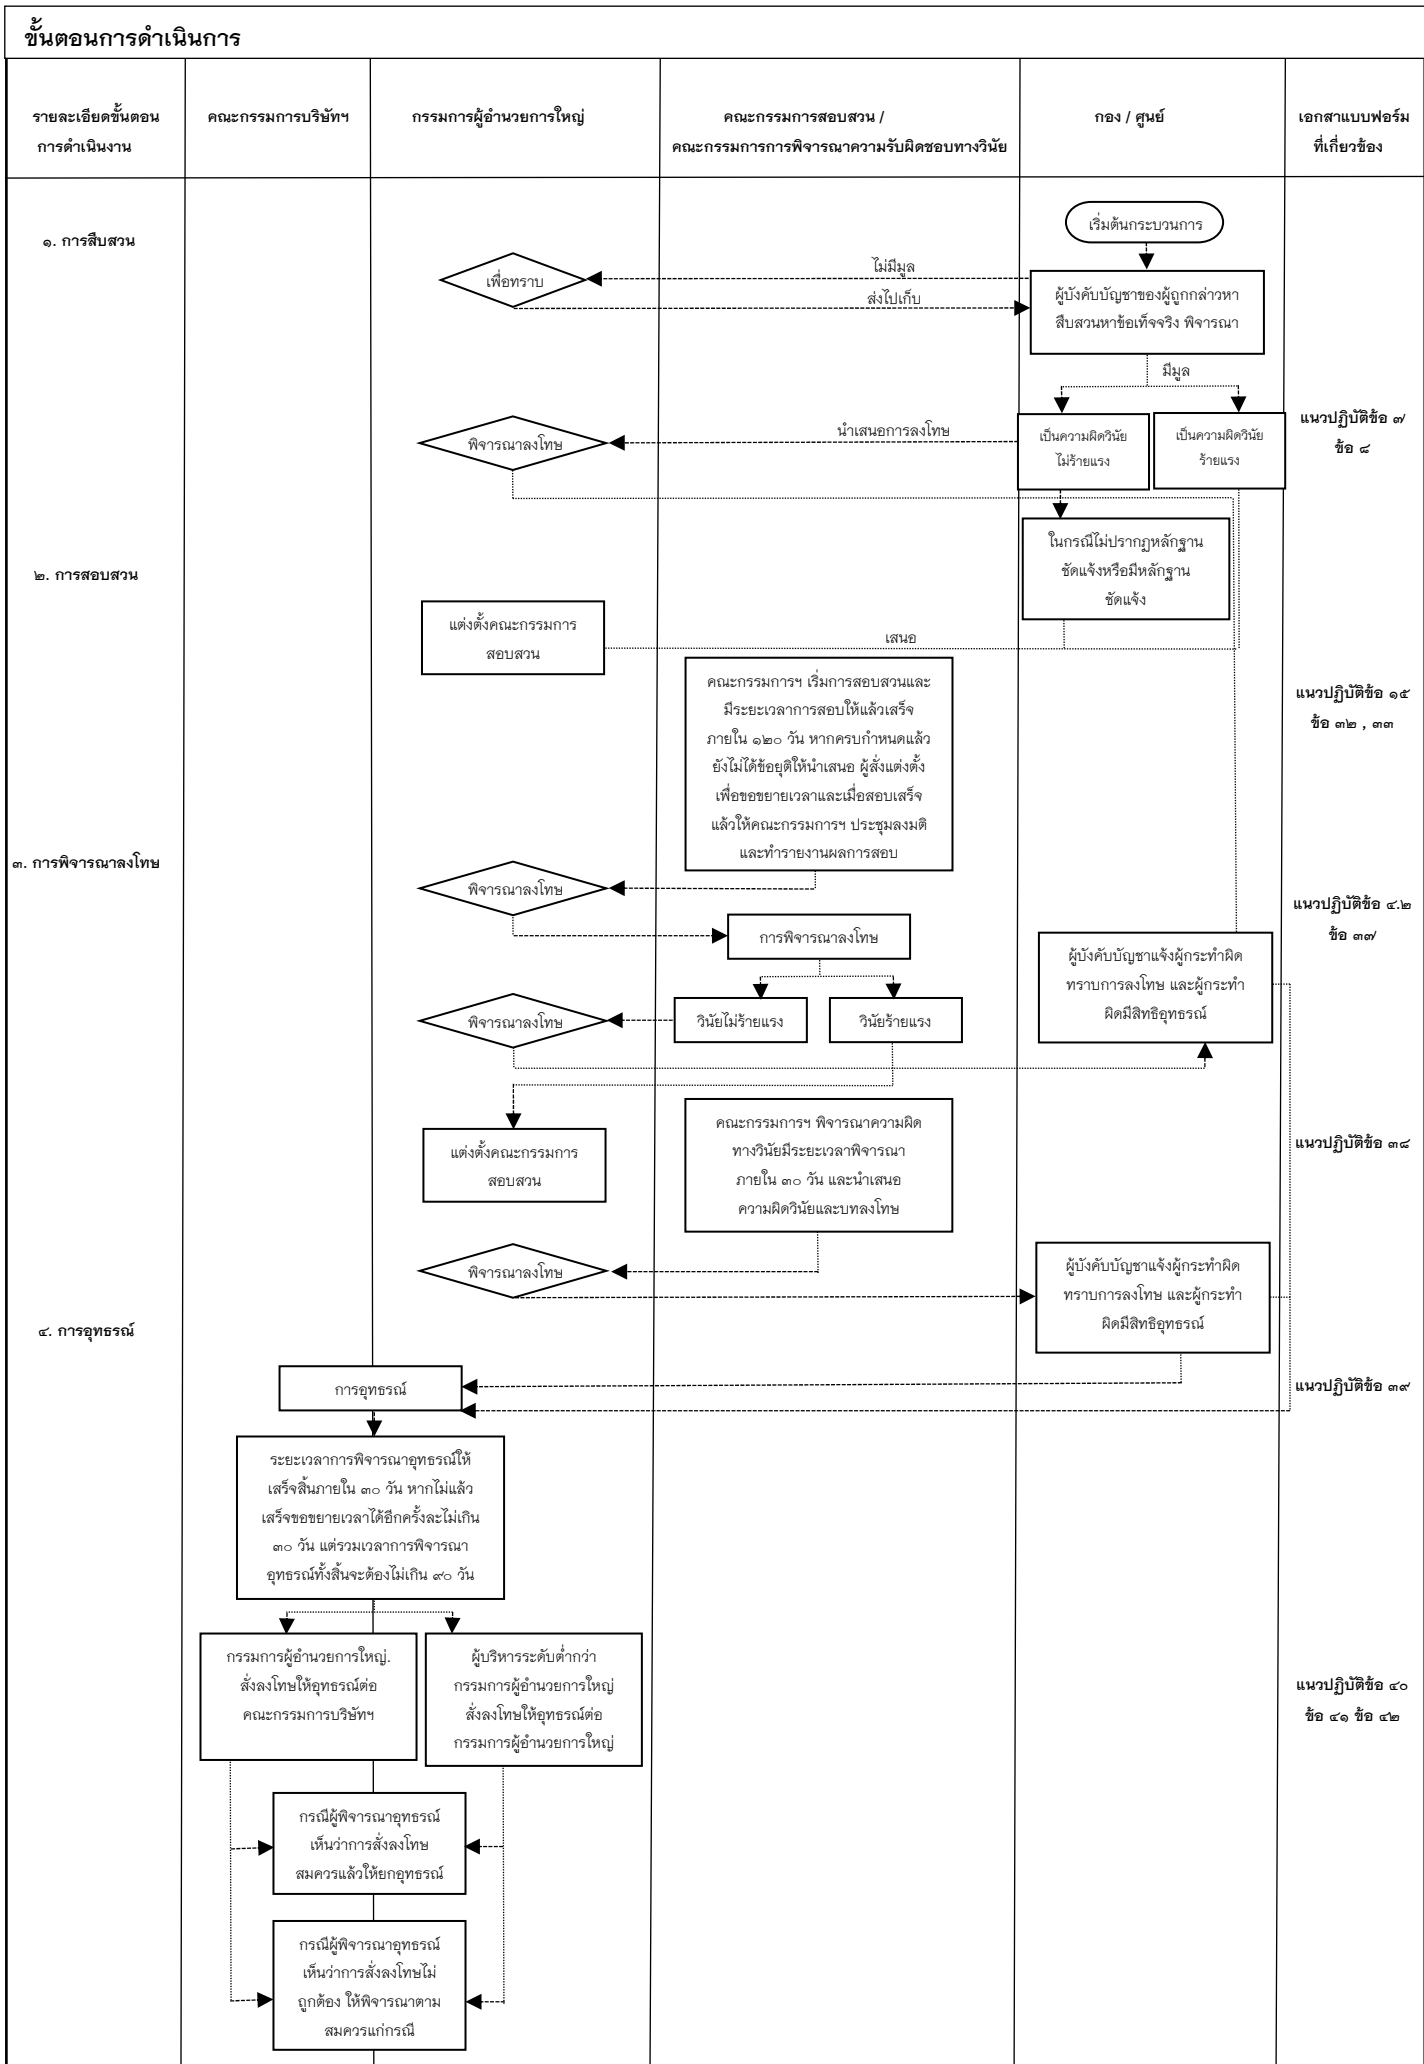 ขั้นตอนการดำเนินการ
รายละเอียดขั้นตอน
การดำเนินงาน
คณะกรรมการบริษัทฯ
กรรมการผู้อำนวยการใหญ่
คณะกรรมการสอบสวน /
คณะกรรมการการพิจารณาความรับผิดชอบทางวินัย
กอง / ศูนย์
เอกสาแบบฟอร์ม
ที่เกี่ยวข้อง
๑. การสืบสวน
เริ่มต้นกระบวนการ
ไม่มีมูล
เพื่อทราบ
ส่งไปเก็บ
ผู้บังคับบัญชาของผู้ถูกกล่าวหา
สืบสวนหาข้อเท็จจริง พิจารณา
มีมูล
นำเสนอการลงโทษ
พิจารณาลงโทษ
เป็นความผิดวินัย
ไม่ร้ายแรง
เป็นความผิดวินัย
ร้ายแรง
แนวปฏิบัติข้อ ๗
ข้อ ๘
ในกรณีไม่ปรากฏหลักฐาน
ชัดแจ้งหรือมีหลักฐาน
ชัดแจ้ง
๒. การสอบสวน
แต่งตั้งคณะกรรมการ
สอบสวน
เสนอ
คณะกรรมการฯ เริ่มการสอบสวนและ
มีระยะเวลาการสอบให้แล้วเสร็จ
ภายใน ๑๒๐ วัน หากครบกำหนดแล้ว
ยังไม่ได้ข้อยุติให้นำเสนอ ผู้สั่งแต่งตั้ง
เพื่อขอขยายเวลาและเมื่อสอบเสร็จ
แล้วให้คณะกรรมการฯ ประชุมลงมติ
และทำรายงานผลการสอบ
แนวปฏิบัติข้อ ๑๕
ข้อ ๓๒ , ๓๓
๓. การพิจารณาลงโทษ
พิจารณาลงโทษ
การพิจารณาลงโทษ
แนวปฏิบัติข้อ ๔.๒
ข้อ ๓๗
ผู้บังคับบัญชาแจ้งผู้กระทำผิด
ทราบการลงโทษ และผู้กระทำ
ผิดมีสิทธิอุทธรณ์
พิจารณาลงโทษ
วินัยไม่ร้ายแรง
วินัยร้ายแรง
แต่งตั้งคณะกรรมการ
สอบสวน
คณะกรรมการฯ พิจารณาความผิด
ทางวินัยมีระยะเวลาพิจารณา
ภายใน ๓๐ วัน และนำเสนอ
ความผิดวินัยและบทลงโทษ
แนวปฏิบัติข้อ ๓๘
พิจารณาลงโทษ
ผู้บังคับบัญชาแจ้งผู้กระทำผิด
ทราบการลงโทษ และผู้กระทำ
ผิดมีสิทธิอุทธรณ์
๔. การอุทธรณ์
การอุทธรณ์
แนวปฏิบัติข้อ ๓๙
ระยะเวลาการพิจารณาอุทธรณ์ให้
เสร็จสิ้นภายใน ๓๐ วัน หากไม่แล้ว
เสร็จขอขยายเวลาได้อีกครั้งละไม่เกิน
๓๐ วัน แต่รวมเวลาการพิจารณา
อุทธรณ์ทั้งสิ้นจะต้องไม่เกิน ๙๐ วัน
กรรมการผู้อำนวยการใหญ่.
สั่งลงโทษให้อุทธรณ์ต่อ
คณะกรรมการบริษัทฯ
ผู้บริหารระดับต่ำกว่า
กรรมการผู้อำนวยการใหญ่
สั่งลงโทษให้อุทธรณ์ต่อ
กรรมการผู้อำนวยการใหญ่
แนวปฏิบัติข้อ ๔๐
ข้อ ๔๑ ข้อ ๔๒
กรณีผู้พิจารณาอุทธรณ์
เห็นว่าการสั่งลงโทษ
สมควรแล้วให้ยกอุทธรณ์
กรณีผู้พิจารณาอุทธรณ์
เห็นว่าการสั่งลงโทษไม่
ถูกต้อง ให้พิจารณาตาม
สมควรแก่กรณี